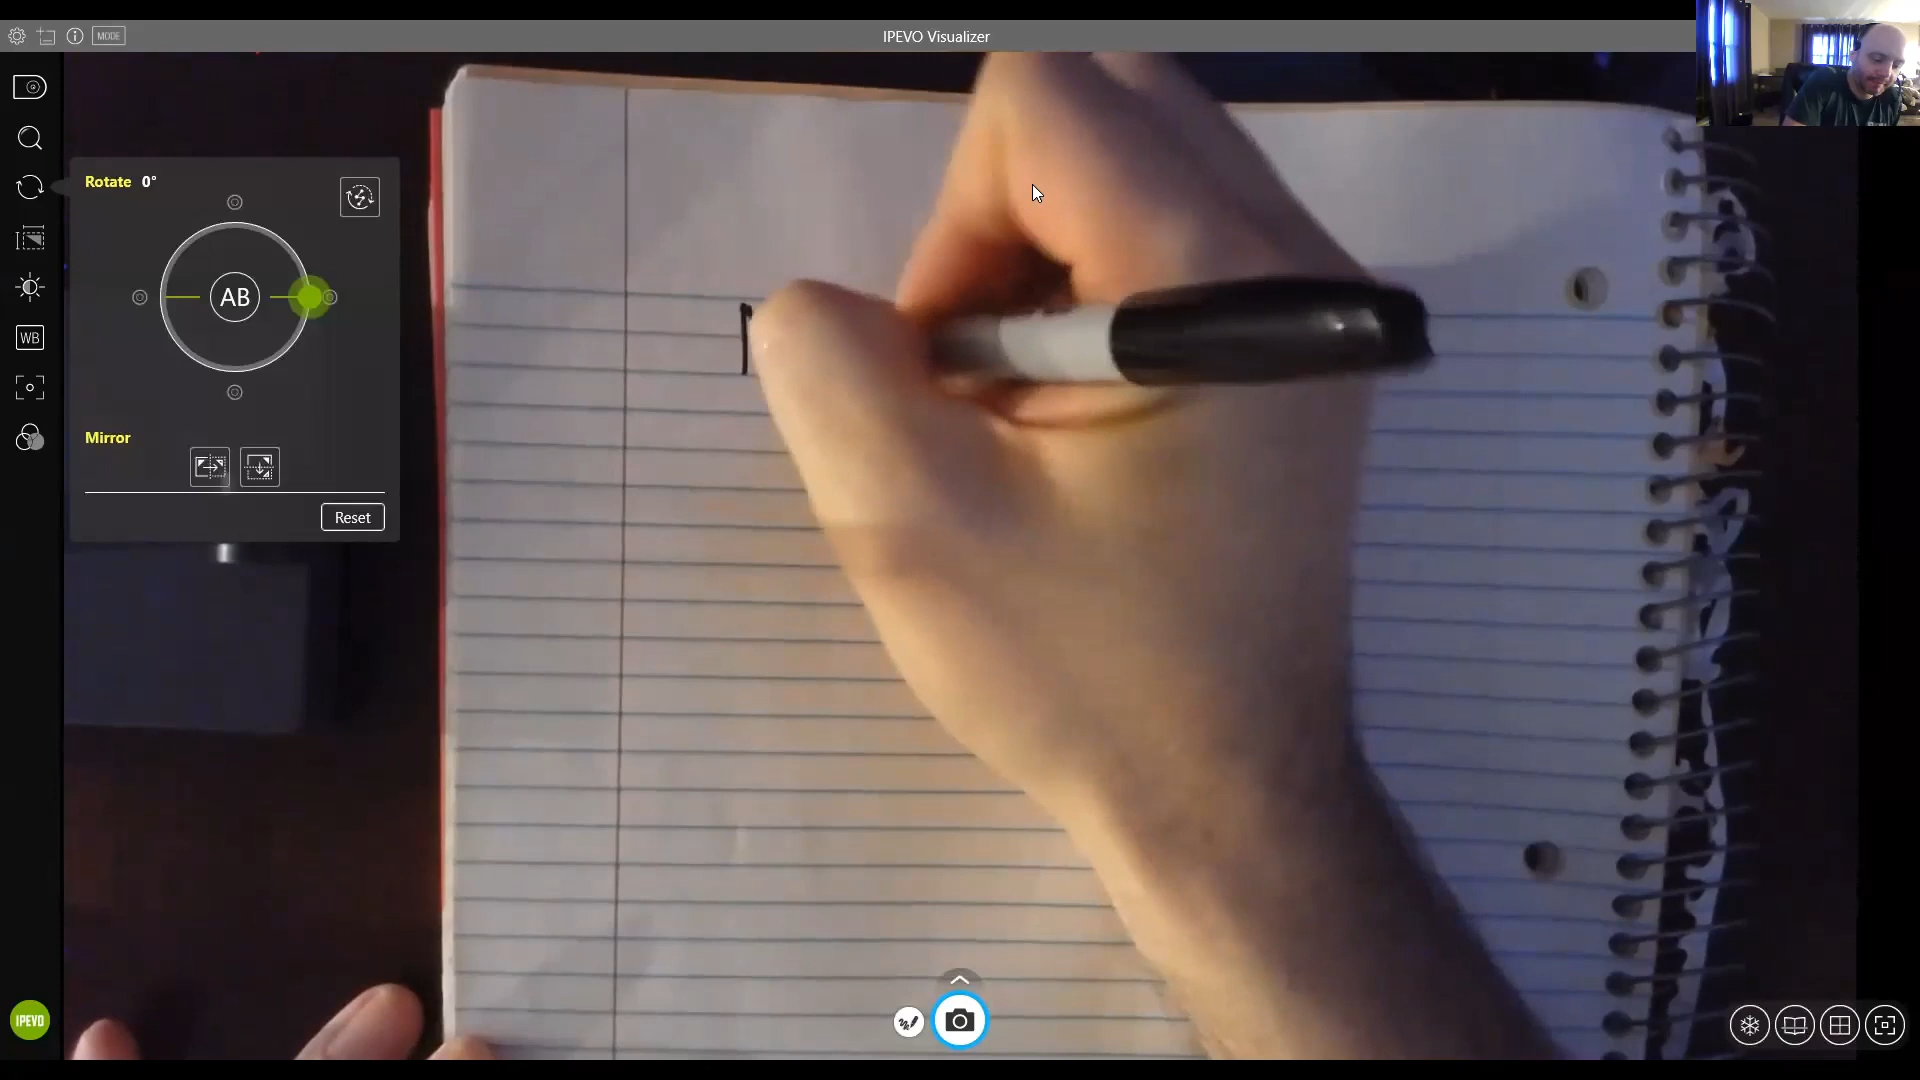 MODE
IPEVO Visualizer
Rotate 0°
AB
WB
Mirror
Reset
IPEVO